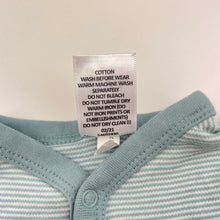 COTTON
WASH BEFORE WEAR
WARM MACHINE WASH
SEPARATELY
DO NOT BLEACH
DO NOT TUMBLE DRY
WARM IRON (DO
NOT IRON PRINTS OR
EMBELLISHMENTS)
DO NOT DRY CLEAN
02/21